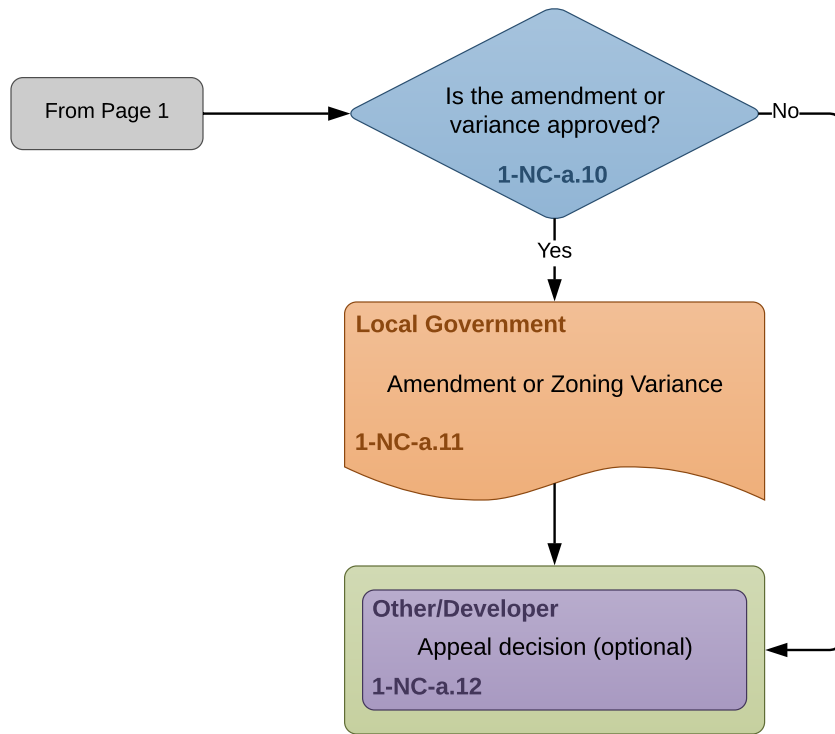 From Page 1
Is the amendment or
variance approved?
1-NC-a.10
No
Yes
Local Government
Amendment or Zoning Variance
1-NC-a.11
Other/Developer
Appeal decision (optional)
1-NC-a.12